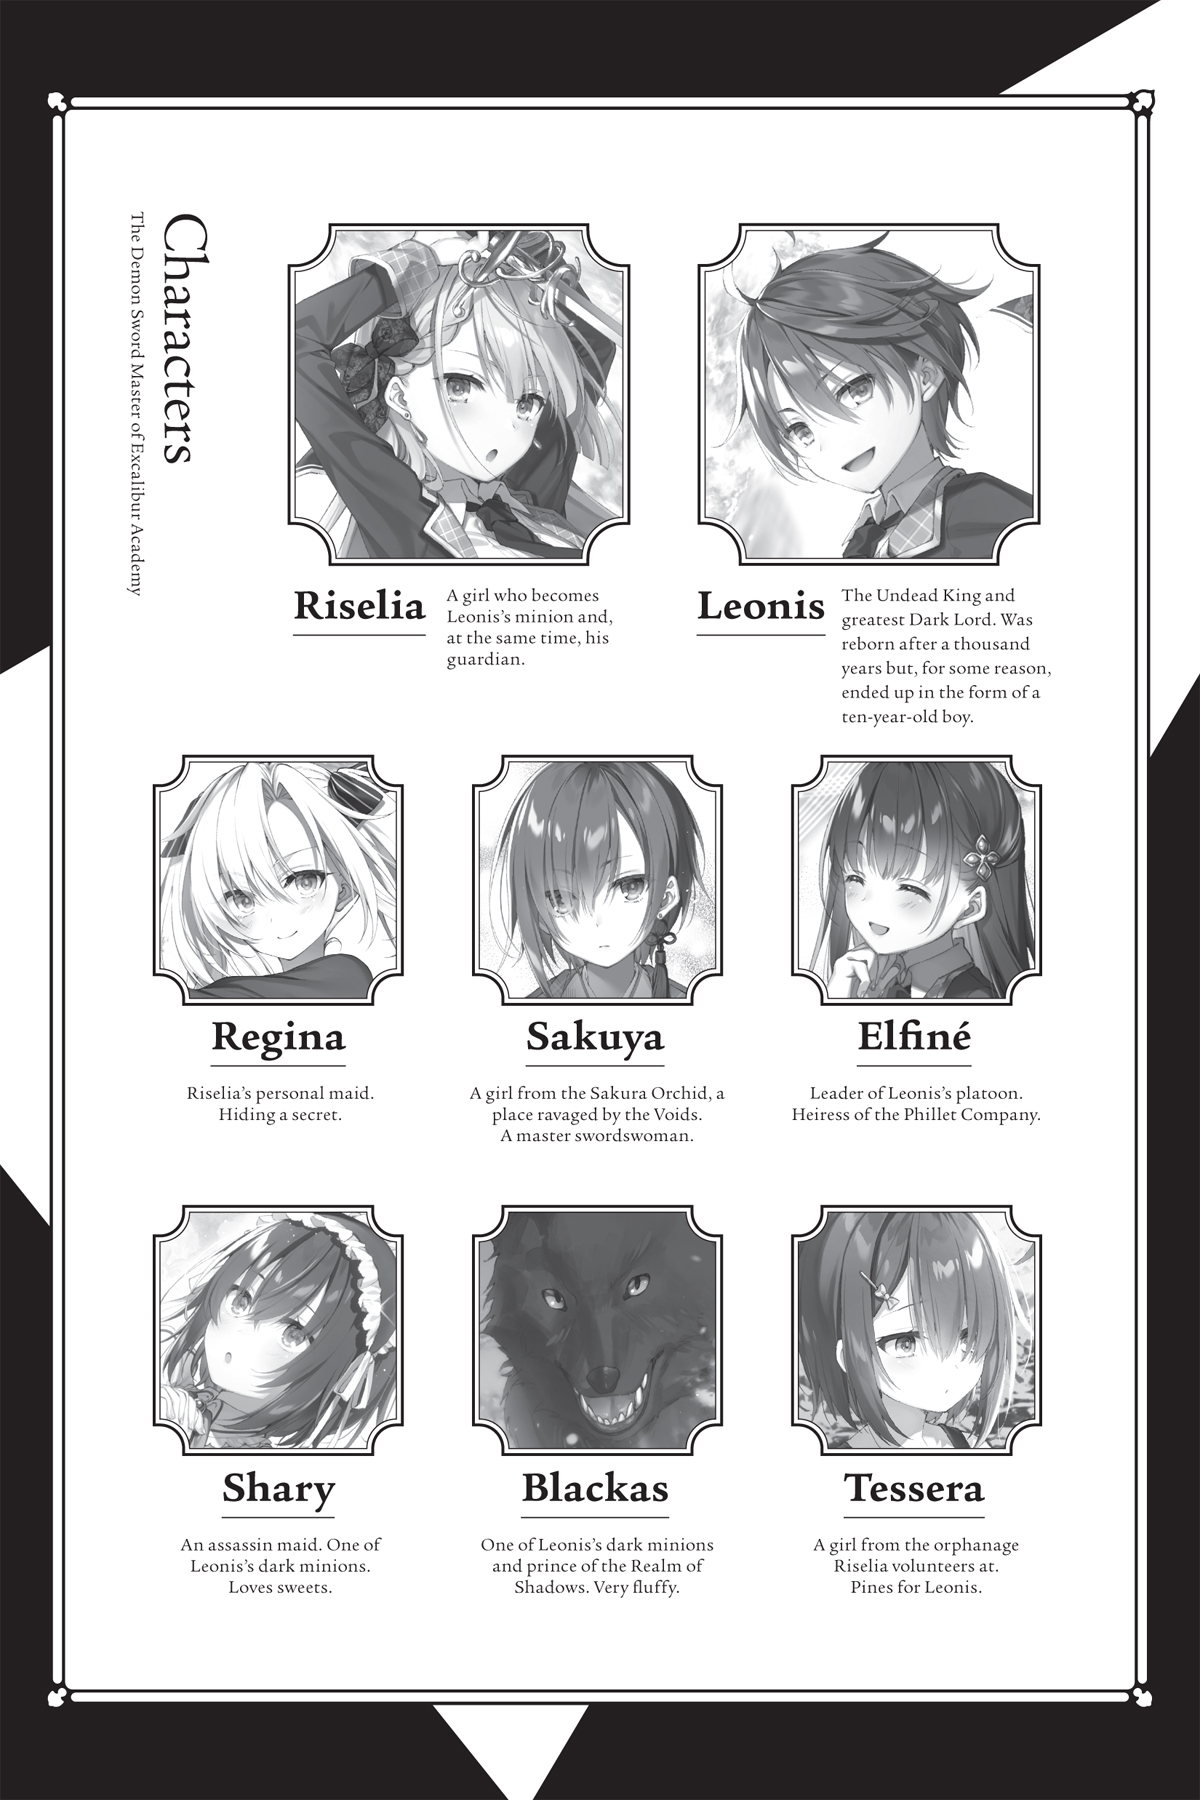 Characters
The Demon Sword Master of Excalibur Academy
Riselia
A girl who becomes
Leonis's minion and,
at the same time, his
guardian.
Leonis
The Undead King and
greatest Dark Lord. Was
reborn after a thousand
years but, for some reason,
ended up in the form of a
ten-year-old boy.
Regina
Riselia's personal maid.
Hiding a secret.
Sakuya
A girl from the Sakura Orchid, a
place ravaged by the Voids.
A master swordswoman.
Elfiné
Leader of Leonis's platoon.
Heiress of the Phillet Company.
Shary
An assassin maid. One of
Leonis's dark minions.
Loves sweets.
Blackas
One of Leonis's dark minions
and prince of the Realm of
Shadows. Very fluffy.
Tessera
A girl from the orphanage
Riselia volunteers at.
Pines for Leonis.